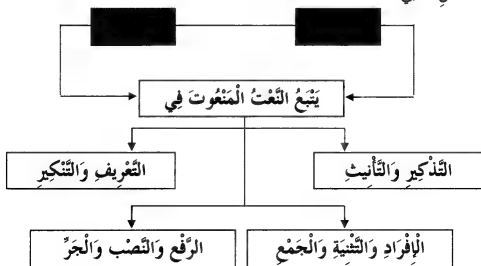 يَتْبَعُ النَّعْتُ الْمَنْعُوتَ فِي
التَّذْكِيرِ وَالتَّأْنِيثِ
التَّعْرِيفِ وَالتَّنْكِيرِ
الْإِفْرَادِ وَالتَّثْنِيَةِ وَالْجَمْعِ
الرَّفْعِ وَالنَّصْبِ وَالْجَرِّ